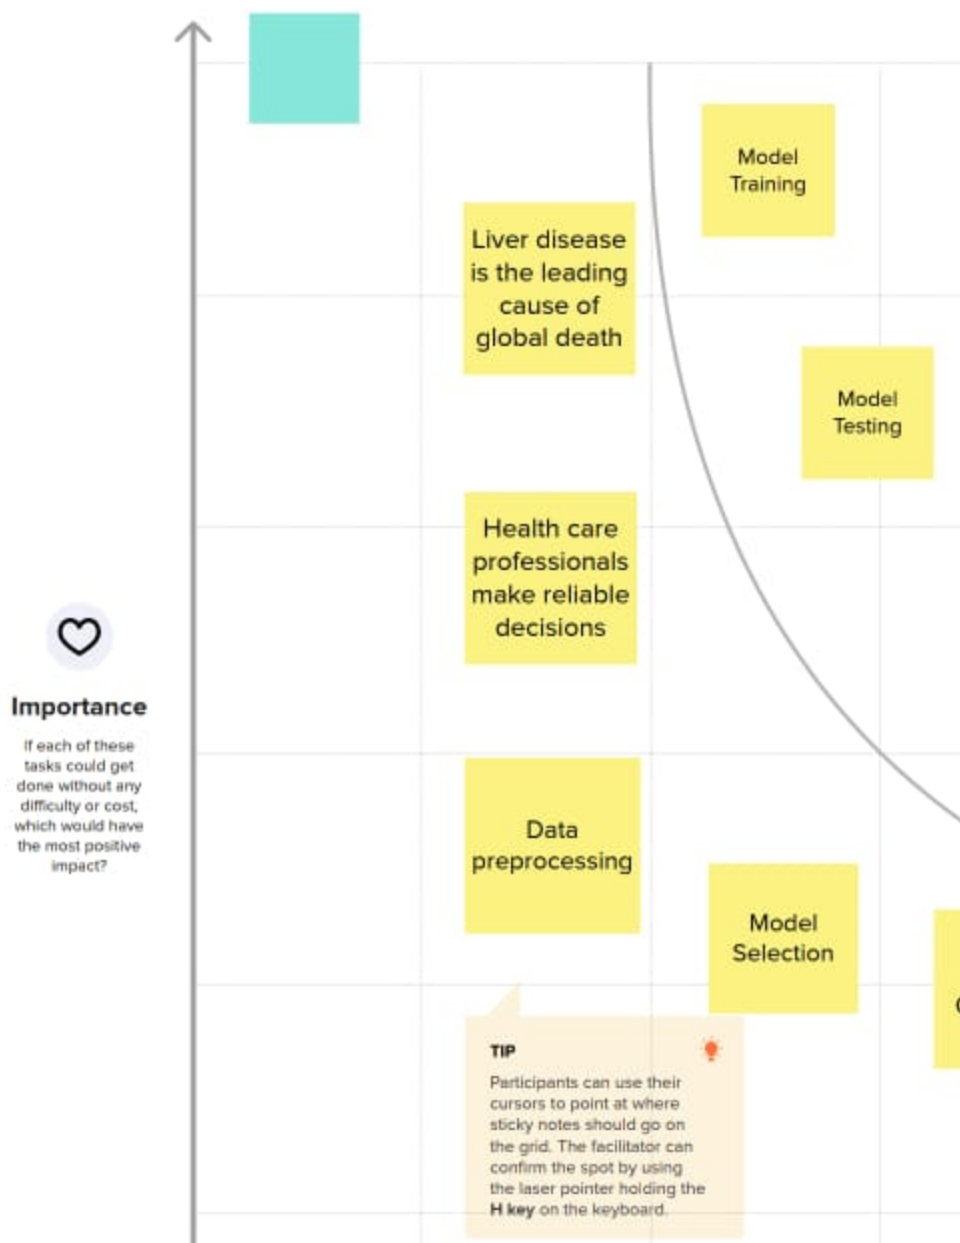 Model
Training
Liver disease
is the leading
cause of
global death
Model
Testing
Health care
professionals
make reliable
decisions
Importance
If each of these
tasks could get
done without any
difficulty or cost,
which would have
the most positive
impact?
Data
preprocessing
Model
Selection
TIP
Participants can use their
cursors to point at where
sticky notes should go on
the grid. The facilitator can
confirm the spot by using
the laser pointer holding the
H key on the keyboard.